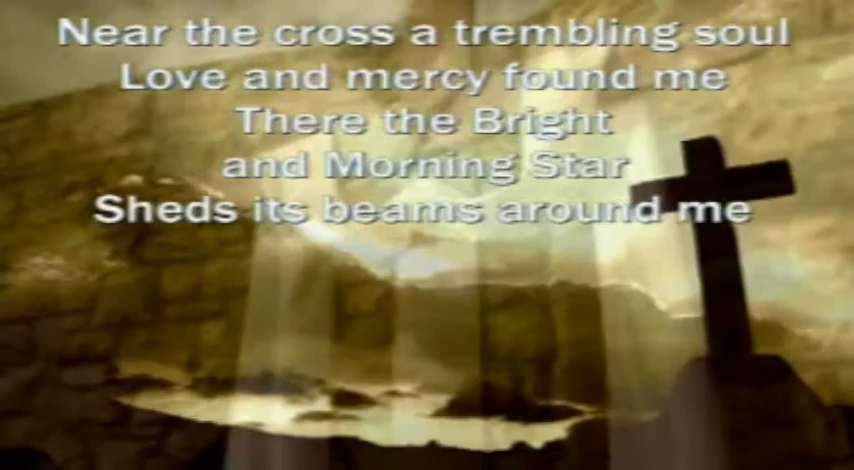 Near the cross a trembling soul
Love and mercy found me
There the Bright
and Morning Star
Sheds its beams around me